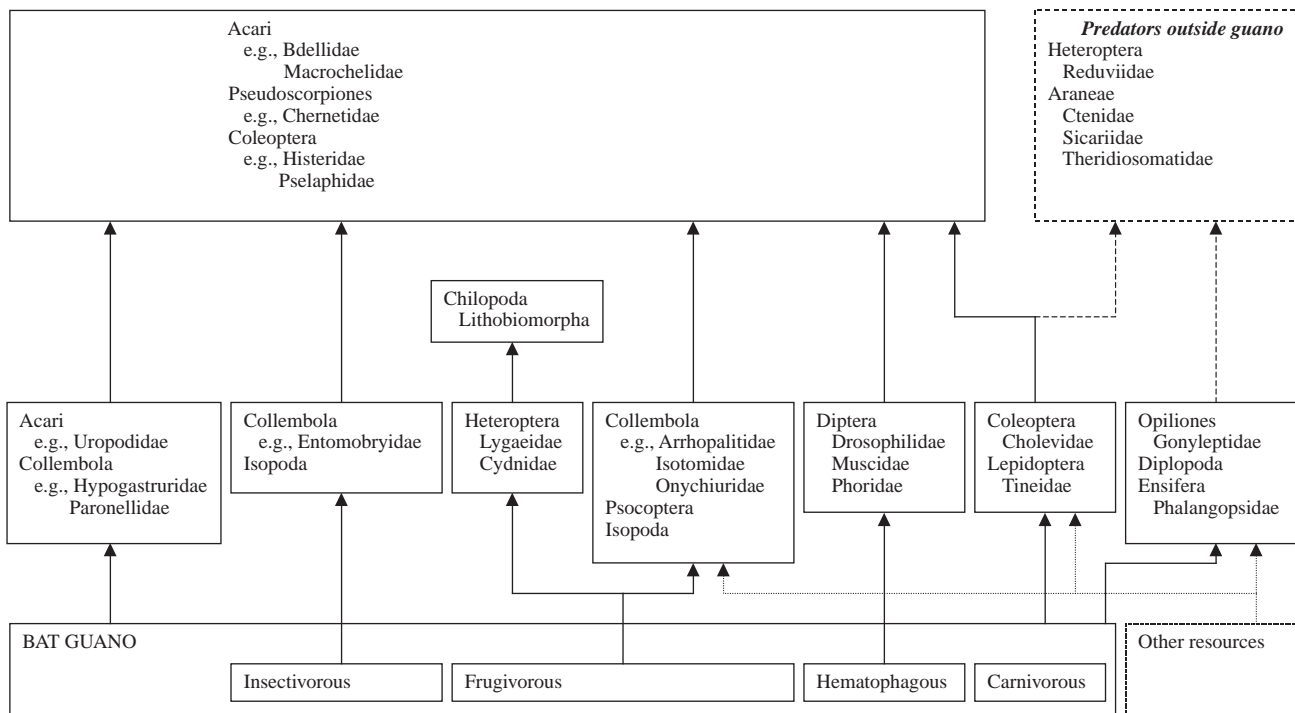 Acari
e.g., Bdellidae
Macrochelidae
Pseudoscorpiones
e.g., Chernetidae
Coleoptera
e.g., Histeridae
Pselaphidae
Predators outside guano
Heteroptera
Reduviidae
Araneae
Ctenidae
Sicariidae
Theridiosomatidae
Chilopoda
Lithobiomorpha
Acari
e.g., Uropodidae
Collembola
e.g., Hypogastruridae
Paronellidae
Collembola
e.g., Entomobryidae
Isopoda
Heteroptera
Lygaeidae
Cydnidae
Collembola
e.g., Arrhopalitidae
Isotomidae
Onychiuridae
Psocoptera
Isopoda
Diptera
Drosophilidae
Muscidae
Phoridae
Coleoptera
Cholevidae
Lepidoptera
Tineidae
Opiliones
Gonyleptidae
Diplopoda
Ensifera
Phalangopsidae
BAT GUANO
Insectivorous
Frugivorous
Hematophagous
Carnivorous
Other resources